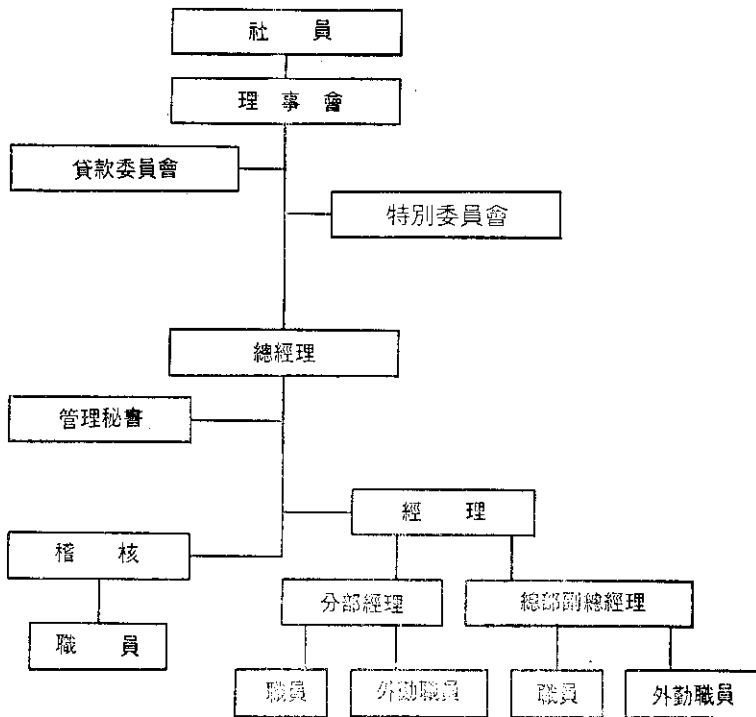 社員
理事會
貸款委員會
特別委員會
總經理
管理秘書
經理
稽核
分部經理
總部副總經理
職員
職員
外勤職員
職員
外勤職員